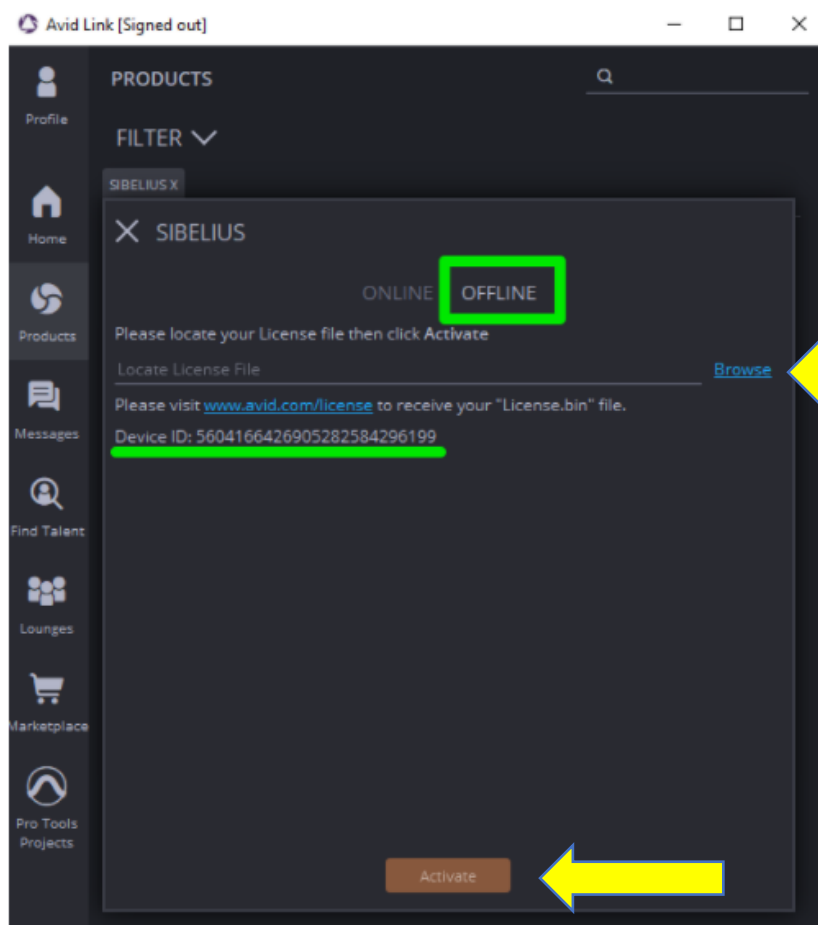 Avid Link [Signed out]
Profile
Home
Products
Messages
Find Talent
Lounges
Marketplace
Pro Tools
Projects
PRODUCTS
FILTER
SIBELIUS X
SIBELIUS
ONLINE OFFLINE
Please locate your License file then click Activate
Locate License File Browse
Please visit www.avid.com/license to receive your "License.bin" file.
Device ID: 56041664269052825842961​99
Activate